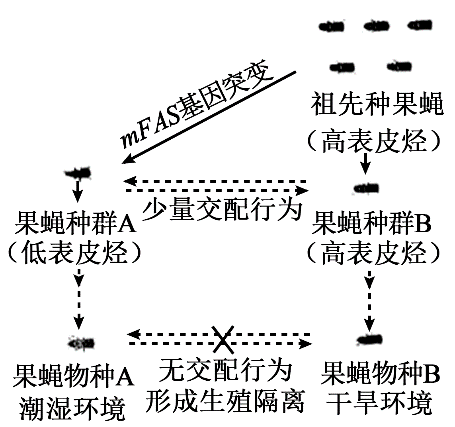 祖先种果蝇
(高表皮烃)
mFAS基因突变
少量交配行为
果蝇种群A
(低表皮烃)
果蝇种群B
(高表皮烃)
无交配行为
形成生殖隔离
果蝇物种A
潮湿环境
果蝇物种B
干旱环境